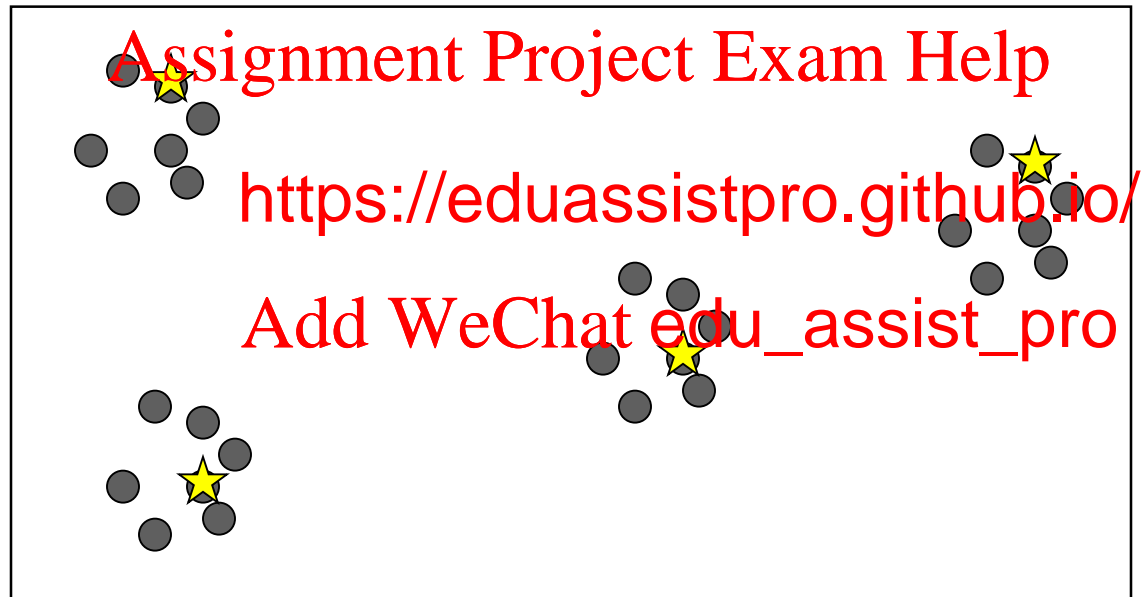 Assignment Project Exam Help
https://eduassistpro.github.io/
Add WeChat edu_assist_pro